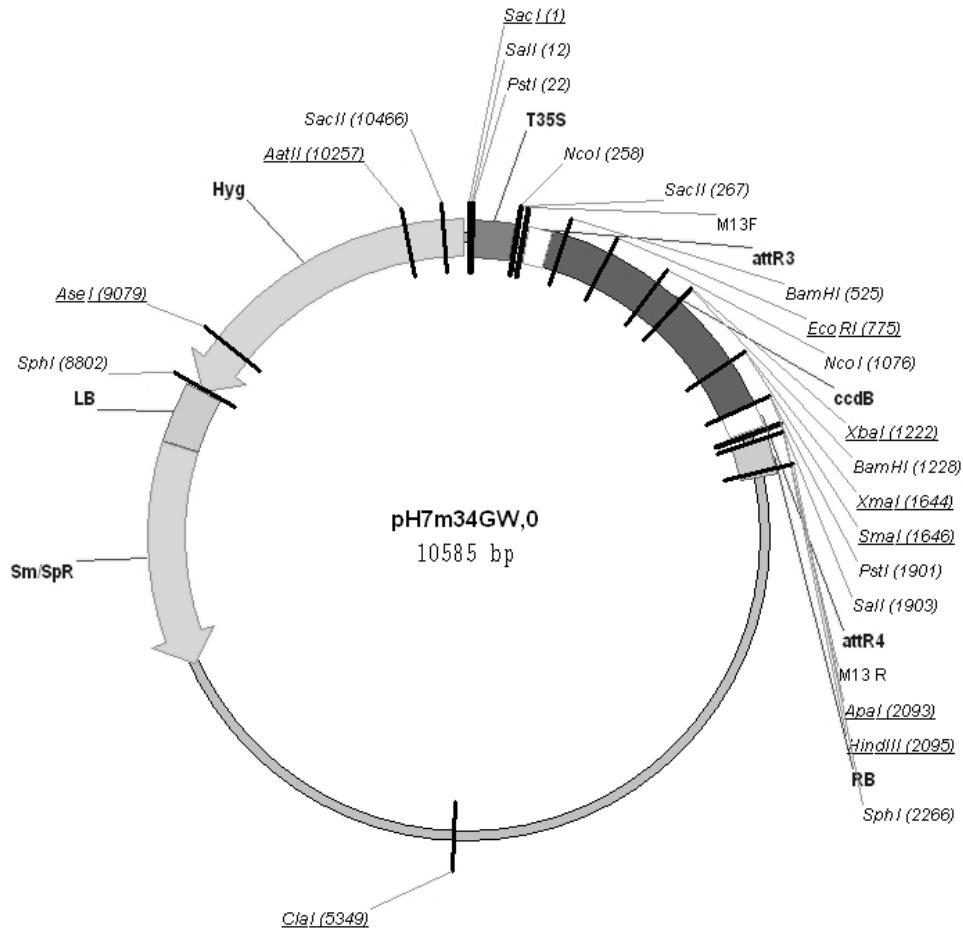 SacI (1)
SalI (12)
PstI (22)
T35S
SacII (10466)
NcoI (258)
AatII (10257)
SacII (267)
Hyg
M13F
attR3
BamHI (525)
AseI (9079)
EcoRI (775)
NcoI (1076)
SphI (8802)
ccdB
LB
XbaI (1222)
BamHI (1228)
XmaI (1644)
pH7m34GW,0
SmaI (1646)
10585 bp
PstI (1901)
Sm/SpR
SalI (1903)
attR4
M13 R
ApaI (2093)
HindIII (2095)
RB
SphI (2266)
ClaI (5349)